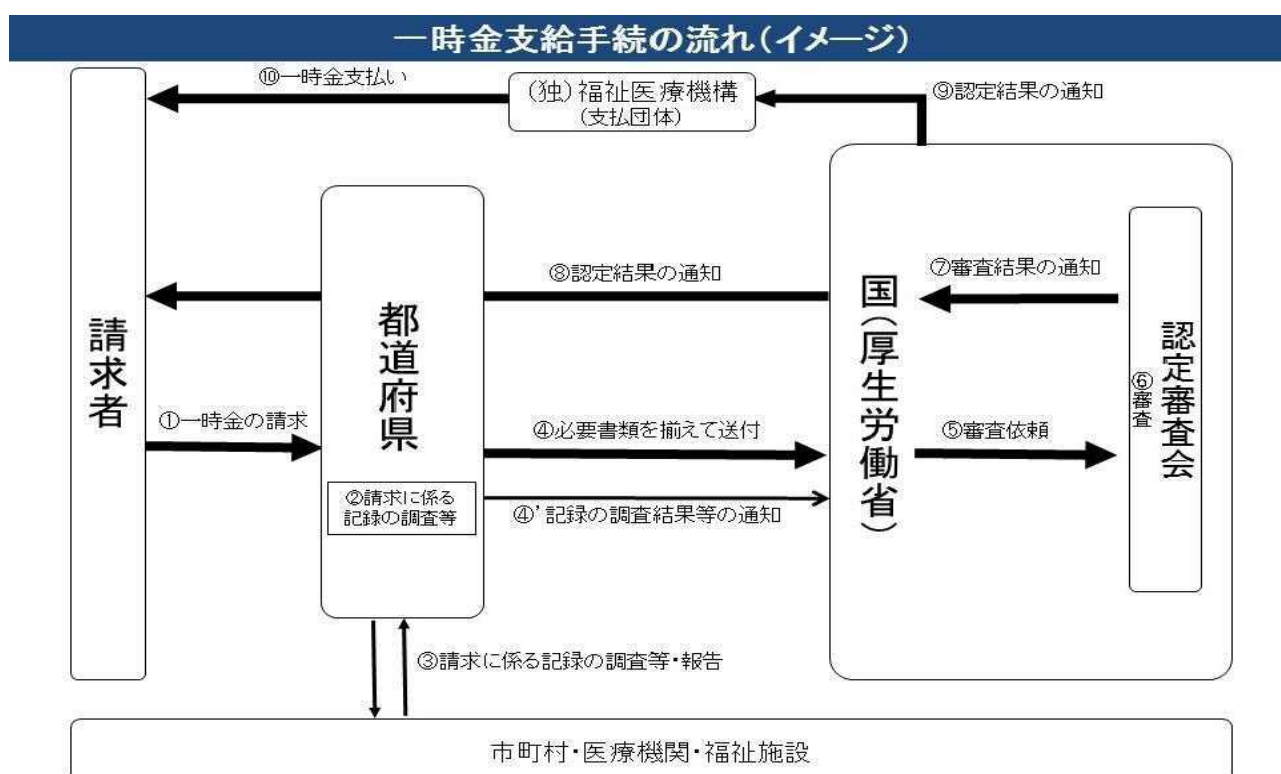 一時金支給手続の流れ(イメージ)
⑩一時金支払い
(独)福祉医療機構
(支払団体)
⑨認定結果の通知
⑧認定結果の通知
⑦審査結果の通知
請求者
都道府県
国(厚生労働省)
認定審査会
⑥審査
①一時金の請求
④必要書類を揃えて送付
⑤審査依頼
②請求に係る
記録の調査等
④'記録の調査結果等の通知
③請求に係る記録の調査等・報告
市町村・医療機関・福祉施設